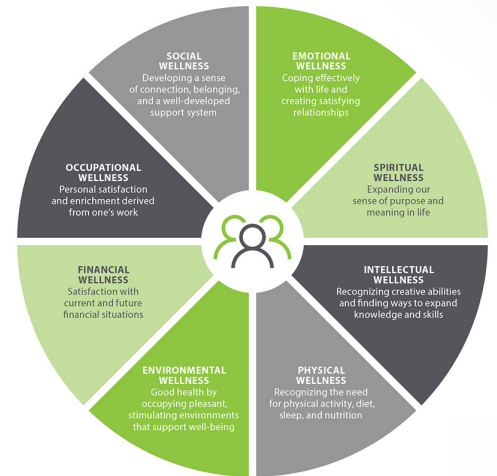 SOCIAL
WELLNESS
Developing a sense
of connection, belonging,
and a well-developed
support system
EMOTIONAL
WELLNESS
Coping effectively
with life and
creating satisfying
relationships
SPIRITUAL
WELLNESS
Expanding our
sense of purpose and
meaning in life
INTELLECTUAL
WELLNESS
Recognizing creative abilities
and finding ways to expand
knowledge and skills
PHYSICAL
WELLNESS
Recognizing the need
for physical activity, diet,
sleep, and nutrition
ENVIRONMENTAL
WELLNESS
Good health by
occupying pleasant,
stimulating environments
that support well-being
FINANCIAL
WELLNESS
Satisfaction with
current and future
financial situations
OCCUPATIONAL
WELLNESS
Personal satisfaction
and enrichment derived
from one's work